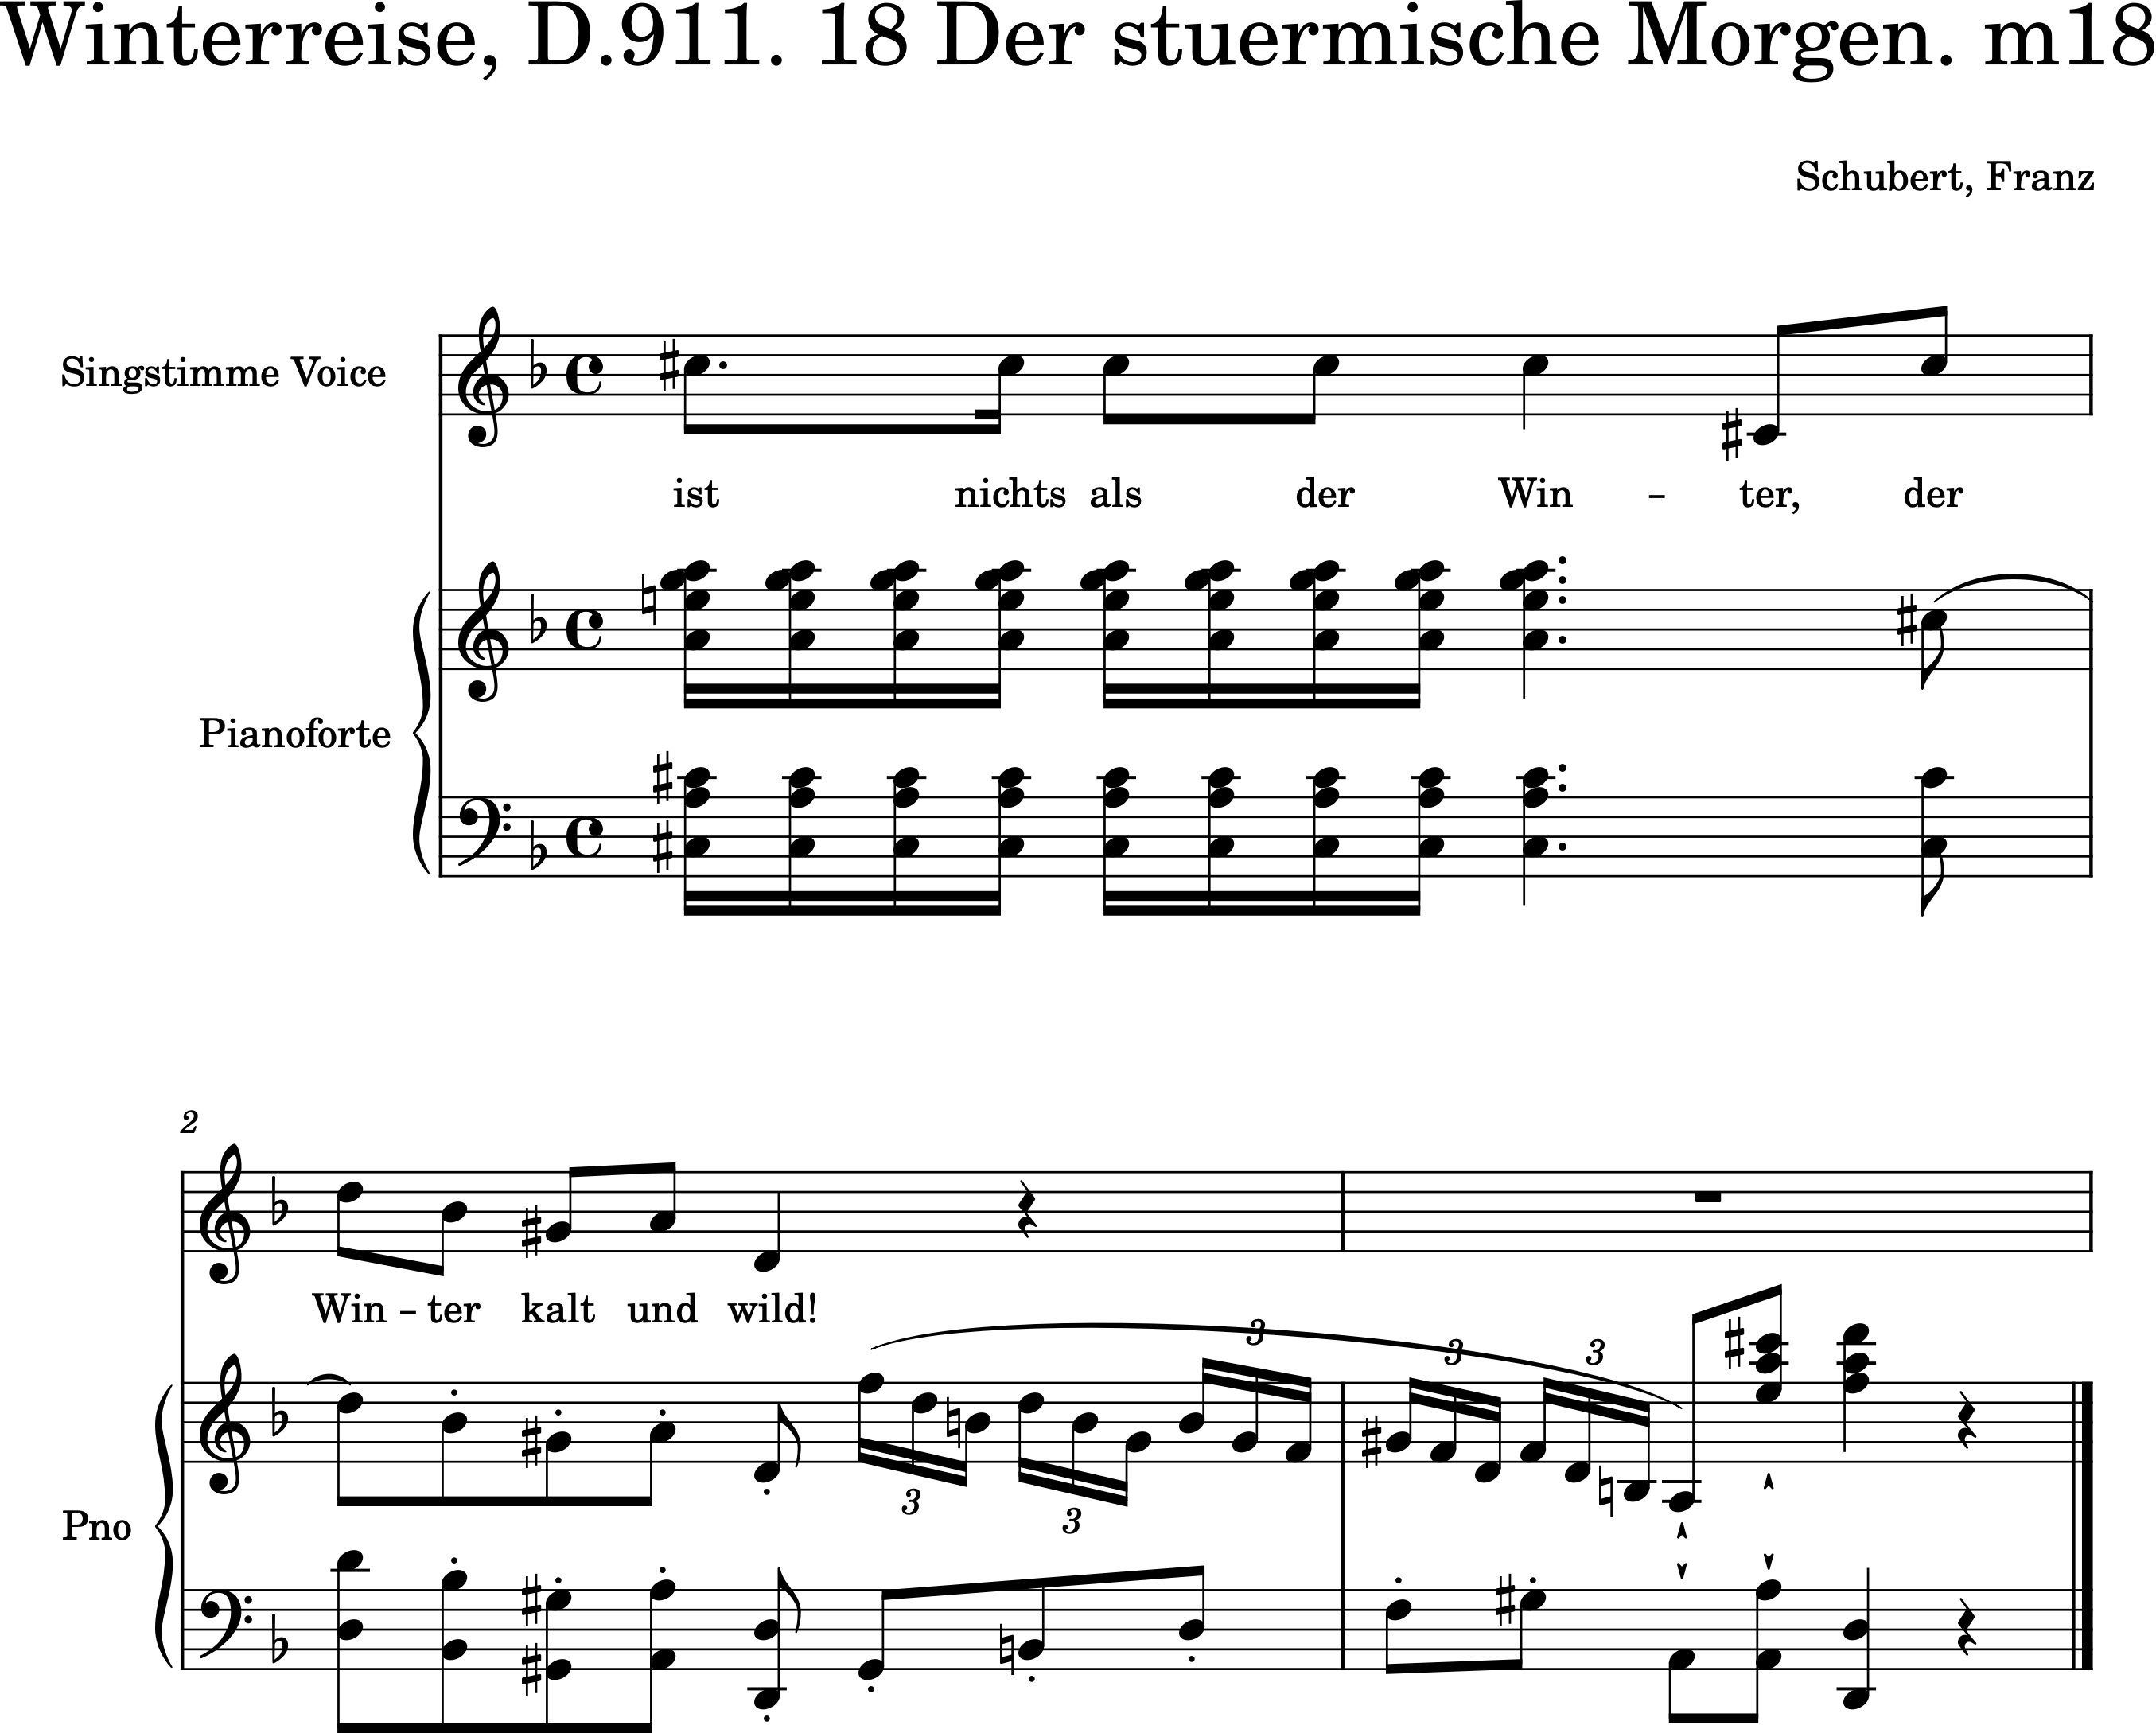 Winterreise, D.911. 18 Der stuermische Morgen. m18
Schubert, Franz
Singstimme Voice
ist nichts als der Win – ter, der
Pianoforte
2
Win – ter kalt und wild!
3 3 3
3 3
Pno